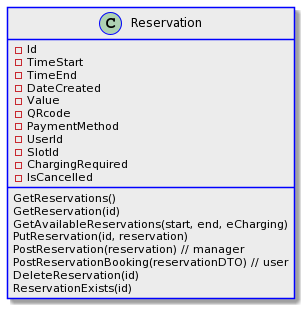 C Reservation
Id
TimeStart
TimeEnd
DateCreated
Value
QRcode
PaymentMethod
UserId
SlotId
ChargingRequired
IsCancelled
GetReservations()
GetReservation(id)
GetAvailableReservations(start, end, eCharging)
PutReservation(id, reservation)
PostReservation(reservation) // manager
PostReservationBooking(reservationDTO) // user
DeleteReservation(id)
ReservationExists(id)